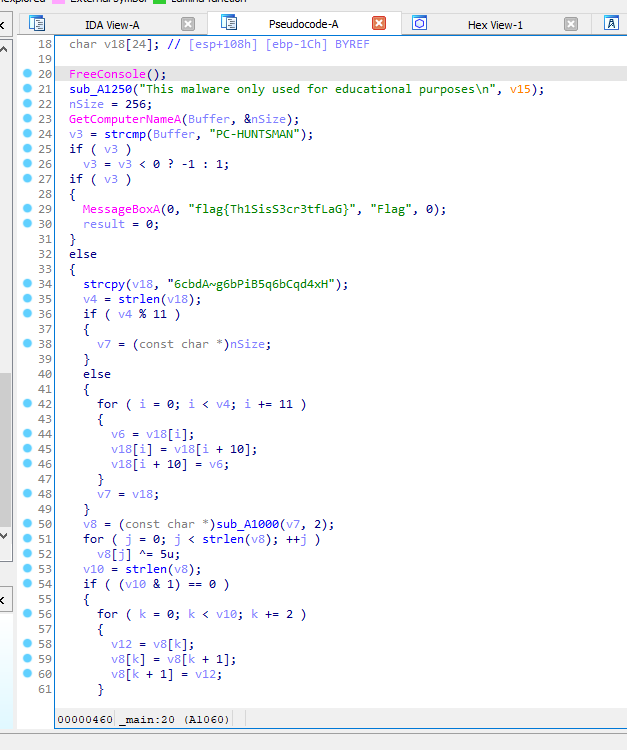 explored External symbol Lumina function
IDA View-A Pseudocode-A Hex View-1
18 char v18[24]; // [esp+108h] [ebp-1Ch] BYREF
19
20 FreeConsole();
21 sub_A1250("This malware only used for educational purposes\n", v15);
22 nSize = 256;
23 GetComputerNameA(Buffer, &nSize);
24 v3 = strcmp(Buffer, "PC-HUNTSMAN");
25 if ( v3 )
26 v3 = v3 < 0 ? -1 : 1;
27 if ( v3 )
28 {
29 MessageBoxA(0, "flag{Th1SisS3cr3tfLaG}", "Flag", 0);
30 result = 0;
31 }
32 else
33 {
34 strcpy(v18, "6cbdA~g6bPiB5q6bCqd4xH");
35 v4 = strlen(v18);
36 if ( v4 % 11 )
37 {
38 v7 = (const char *)nSize;
39 }
40 else
41 {
42 for ( i = 0; i < v4; i += 11 )
43 {
44 v6 = v18[i];
45 v18[i] = v18[i + 10];
46 v18[i + 10] = v6;
47 }
48 v7 = v18;
49 }
50 v8 = (const char *)sub_A1000(v7, 2);
51 for ( j = 0; j < strlen(v8); ++j )
52 v8[j] ^= 5u;
53 v10 = strlen(v8);
54 if ( (v10 & 1) == 0 )
55 {
56 for ( k = 0; k < v10; k += 2 )
57 {
58 v12 = v8[k];
59 v8[k] = v8[k + 1];
60 v8[k + 1] = v12;
61 }
00000460 _main:20 (A1060)